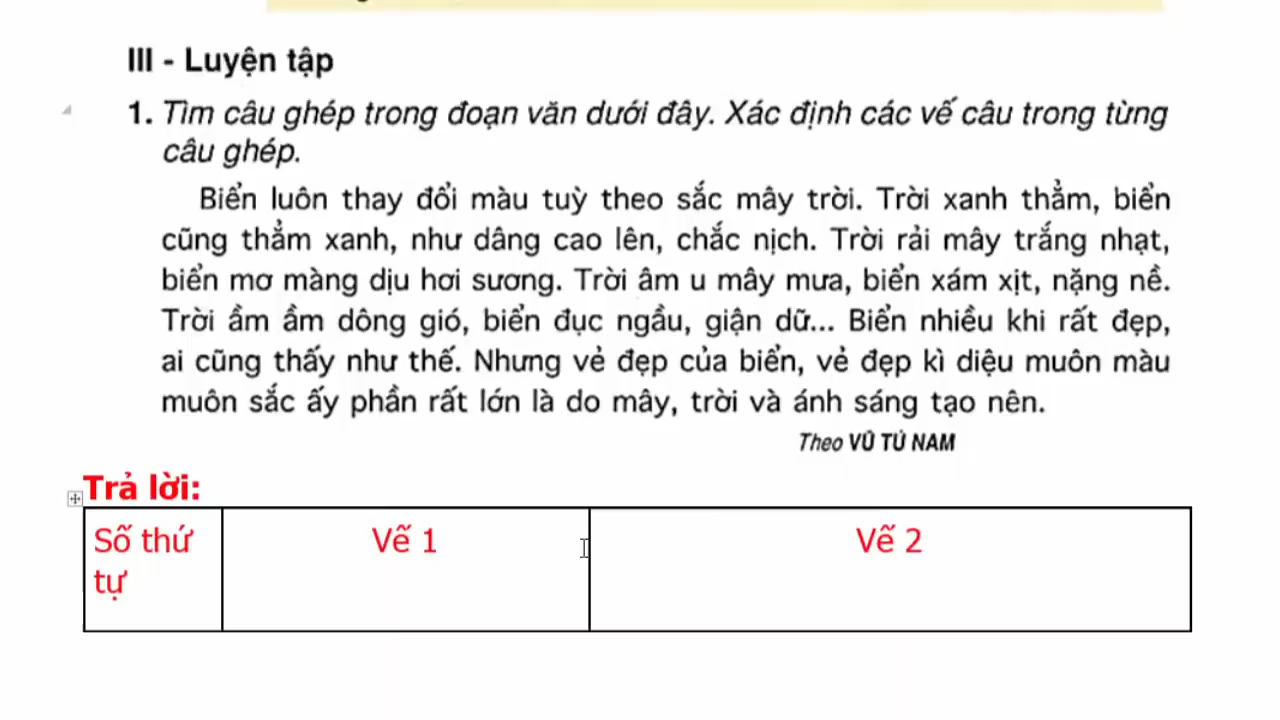 III - Luyện tập
1. Tìm câu ghép trong đoạn văn dưới đây. Xác định các vế câu trong từng
câu ghép.
Biển luôn thay đổi màu tuỳ theo sắc mây trời. Trời xanh thẳm, biển
cũng thẳm xanh, như dâng cao lên, chắc nịch. Trời rải mây trắng nhạt,
biển mơ màng dịu hơi sương. Trời âm u mây mưa, biển xám xịt, nặng nề.
Trời ầm ầm dông gió, biển đục ngầu, giận dữ... Biển nhiều khi rất đẹp,
ai cũng thấy như thế. Nhưng vẻ đẹp của biển, vẻ đẹp kì diệu muôn màu
muôn sắc ấy phần rất lớn là do mây, trời và ánh sáng tạo nên.
Theo VŨ TÚ NAM
Trả lời:
Số thứ Vế 1 Vế 2
tự